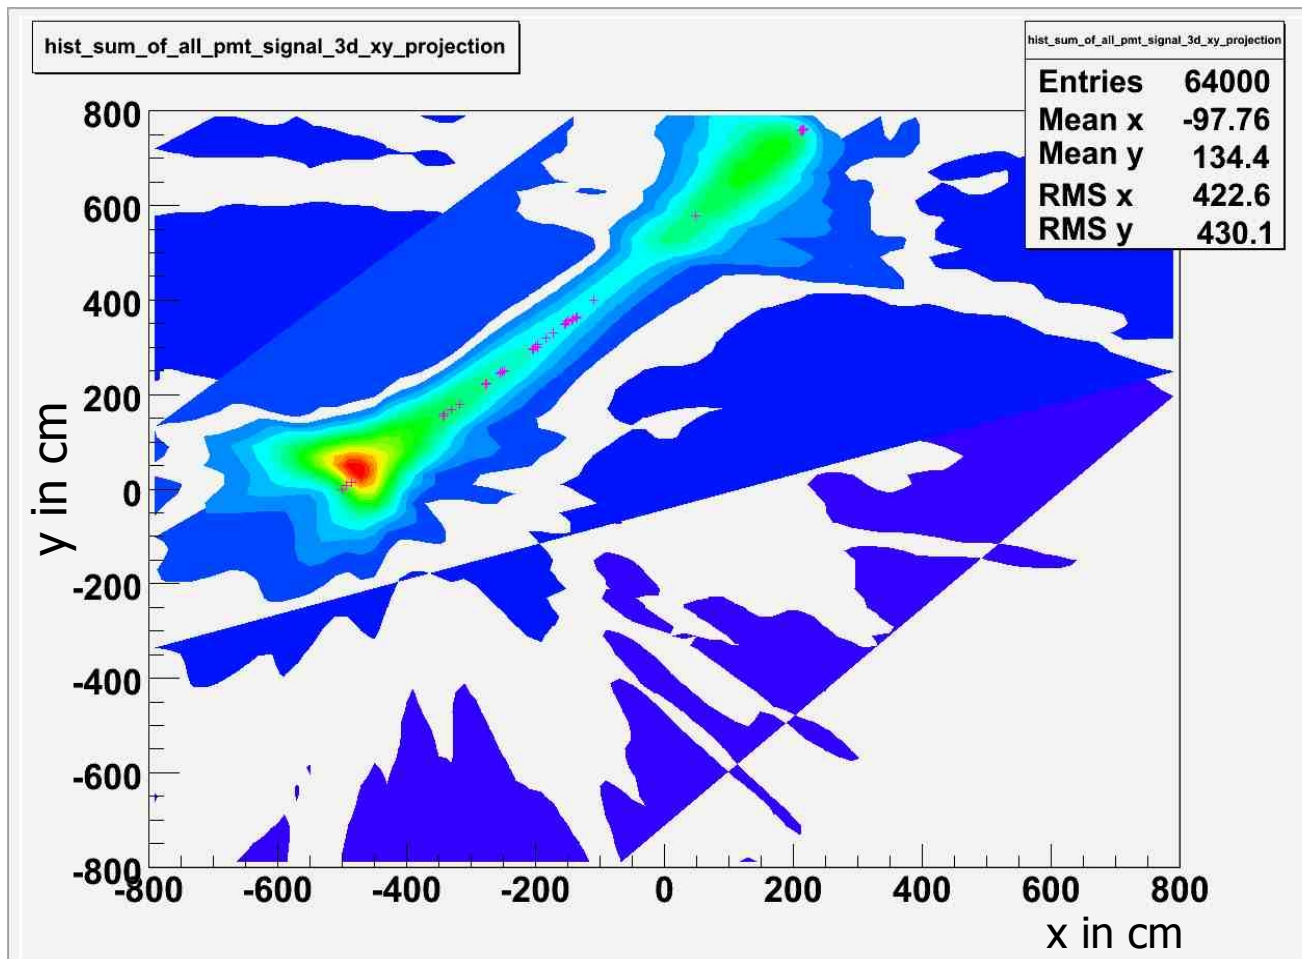 hist_sum_of_all_pmt_signal_3d_xy_projection
hist_sum_of_all_pmt_signal_3d_xy_projection
Entries 64000
Mean x -97.76
Mean y 134.4
RMS x 422.6
RMS y 430.1
800
600
400
200
0
-200
-400
-600
-800
y in cm
-800 -600 -400 -200 0 200 400 600 800
x in cm